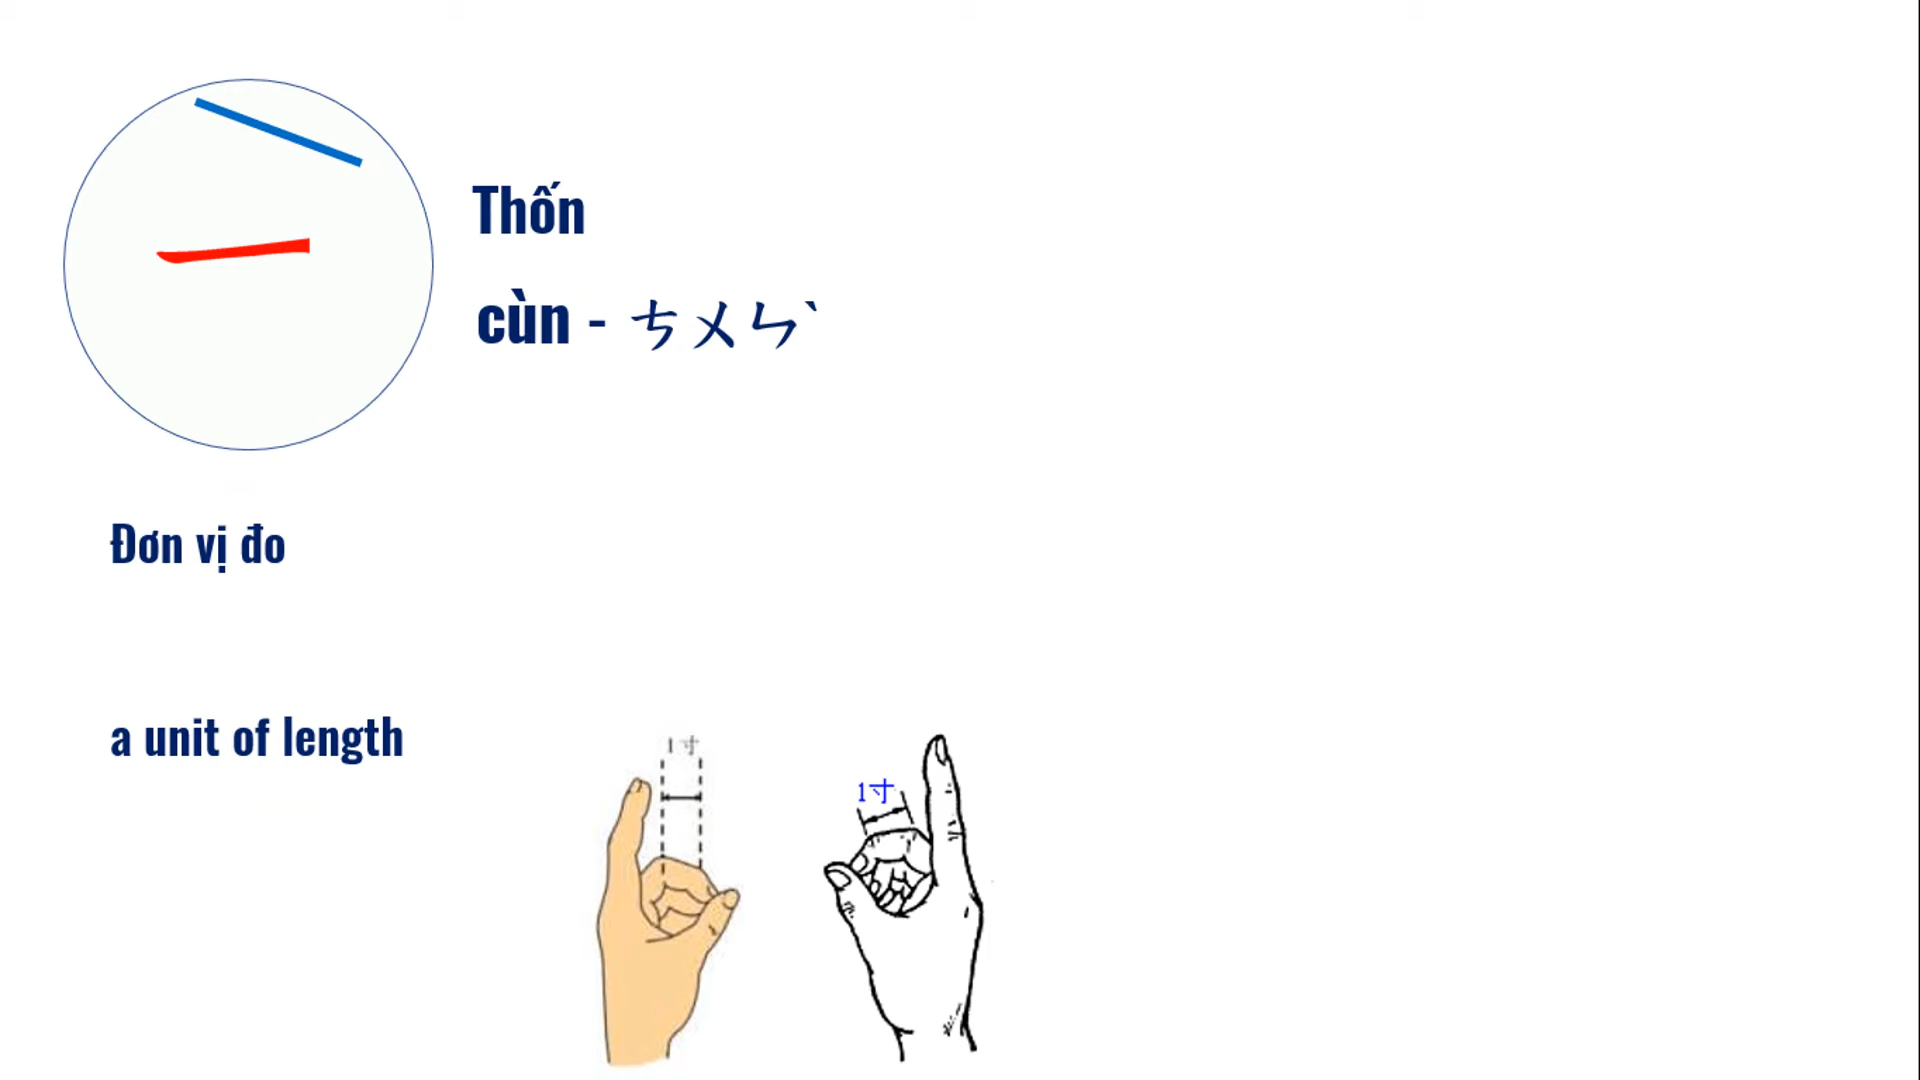 Thốn
cùn - ㄘㄨㄣˋ
Đơn vị đo
a unit of length
1寸
1寸